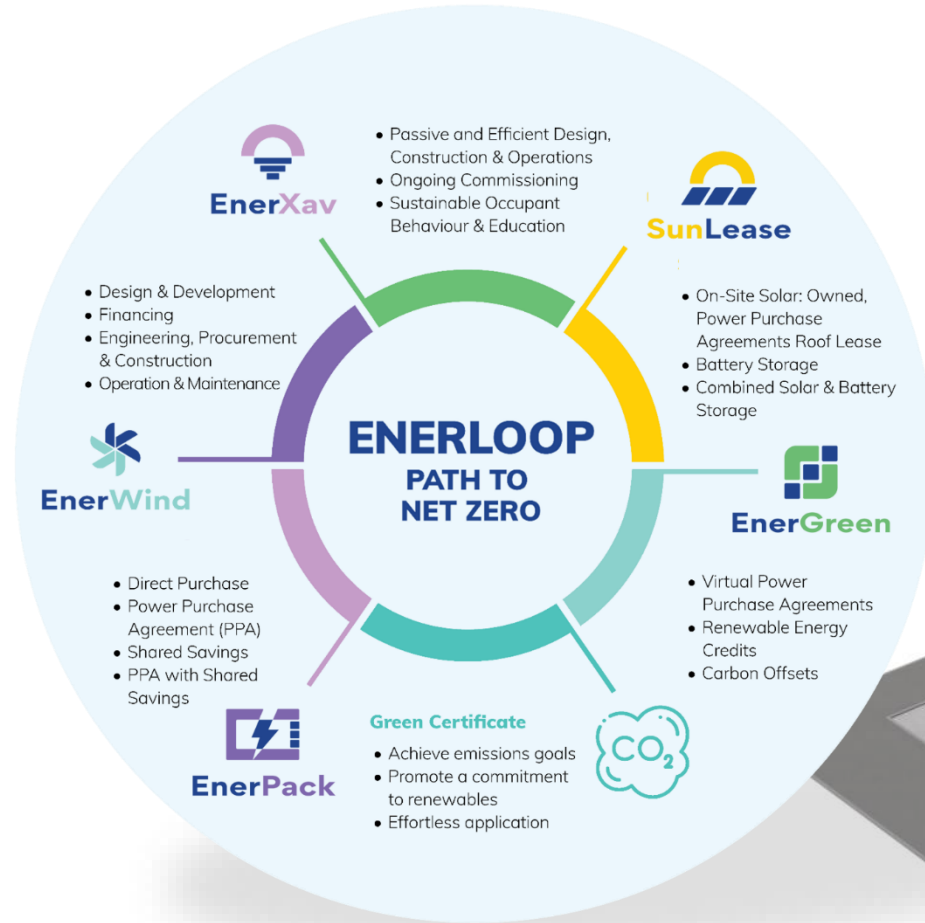 EnerXav
• Passive and Efficient Design,
Construction & Operations
• Ongoing Commissioning
• Sustainable Occupant
Behaviour & Education
SunLease
• On-Site Solar: Owned,
Power Purchase
Agreements Roof Lease
• Battery Storage
• Combined Solar & Battery
Storage
• Design & Development
• Financing
• Engineering, Procurement
& Construction
• Operation & Maintenance
EnerWind
ENERLOOP
PATH TO
NET ZERO
EnerGreen
• Virtual Power
Purchase Agreements
• Renewable Energy
Credits
• Carbon Offsets
• Direct Purchase
• Power Purchase
Agreement (PPA)
• Shared Savings
• PPA with Shared
Savings
EnerPack
Green Certificate
• Achieve emissions goals
• Promote a commitment
to renewables
• Effortless application
CO₂